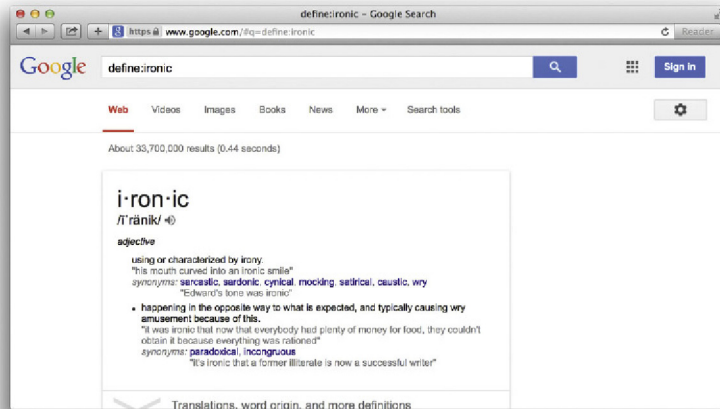 define:ironic - Google Search
https www.google.com/#q=define:ironic
Reader
Google
define:ironic
Sign in
Web Videos Images Books News More Search tools
About 33,700,000 results (0.44 seconds)
i·ron·ic
/īˈränik/
adjective
using or characterized by irony.
"his mouth curved into an ironic smile"
synonyms: sarcastic, sardonic, cynical, mocking, satirical, caustic, wry
"Edward's tone was ironic"
• happening in the opposite way to what is expected, and typically causing wry
amusement because of this.
"it was ironic that now that everybody had plenty of money for food, they couldn't
obtain it because everything was rationed"
synonyms: paradoxical, incongruous
"it's ironic that a former illiterate is now a successful writer"
Translations, word origin, and more definitions